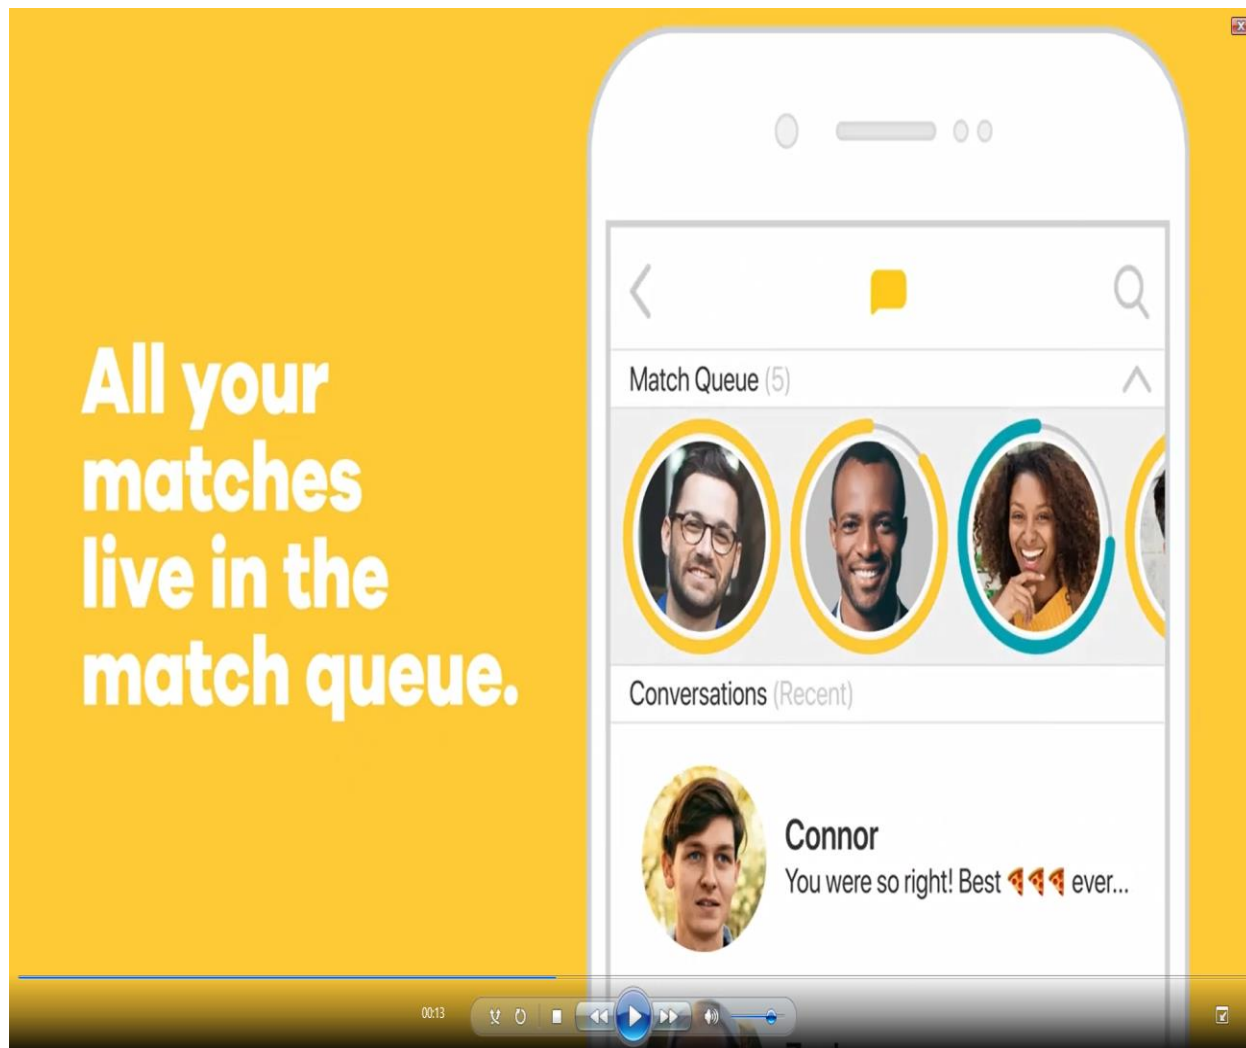 All your
matches
live in the
match queue.
Match Queue (5)
Conversations (Recent)
Connor
You were so right! Best 🍕🍕🍕 ever...
00:13